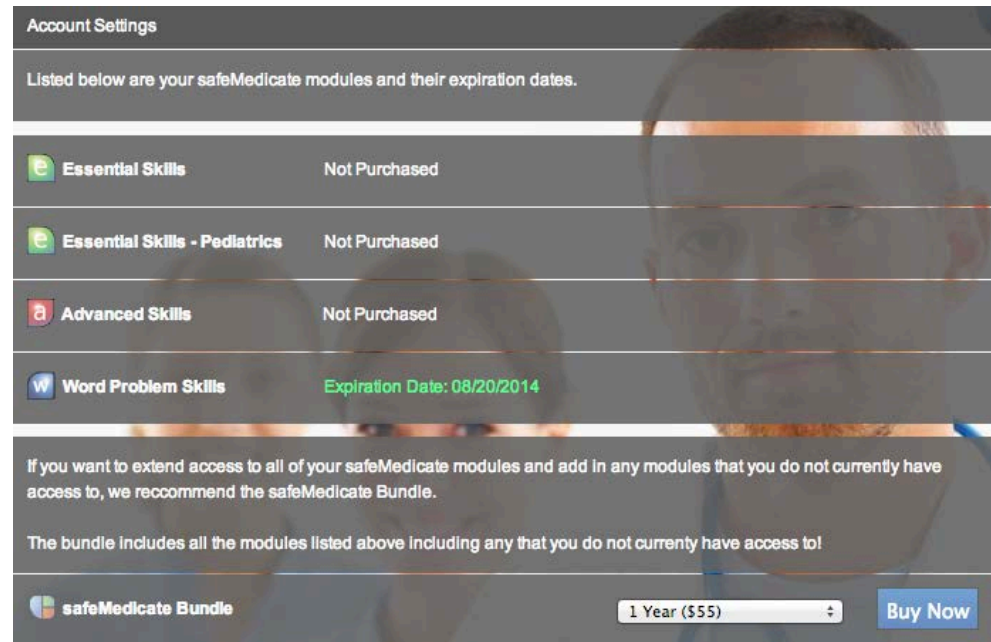 Account Settings
Listed below are your safeMedicate modules and their expiration dates.
e Essential Skills Not Purchased
e Essential Skills - Pediatrics Not Purchased
a Advanced Skills Not Purchased
w Word Problem Skills Expiration Date: 08/20/2014
If you want to extend access to all of your safeMedicate modules and add in any modules that you do not currently have
access to, we reccommend the safeMedicate Bundle.
The bundle includes all the modules listed above including any that you do not currenty have access to!
safeMedicate Bundle 1 Year ($55) Buy Now